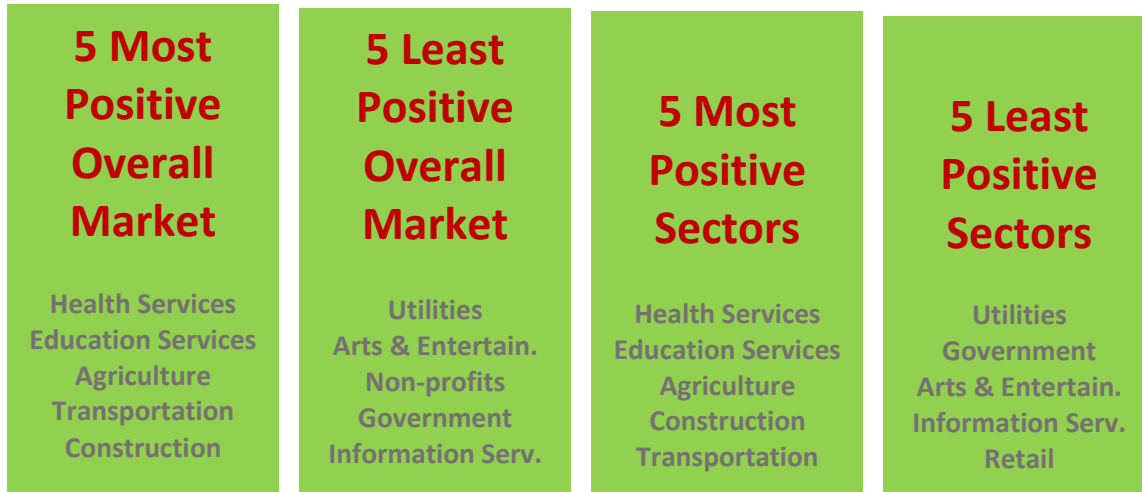 5 Most
Positive
Overall
Market
Health Services
Education Services
Agriculture
Transportation
Construction
5 Least
Positive
Overall
Market
Utilities
Arts & Entertain.
Non-profits
Government
Information Serv.
5 Most
Positive
Sectors
Health Services
Education Services
Agriculture
Construction
Transportation
5 Least
Positive
Sectors
Utilities
Government
Arts & Entertain.
Information Serv.
Retail